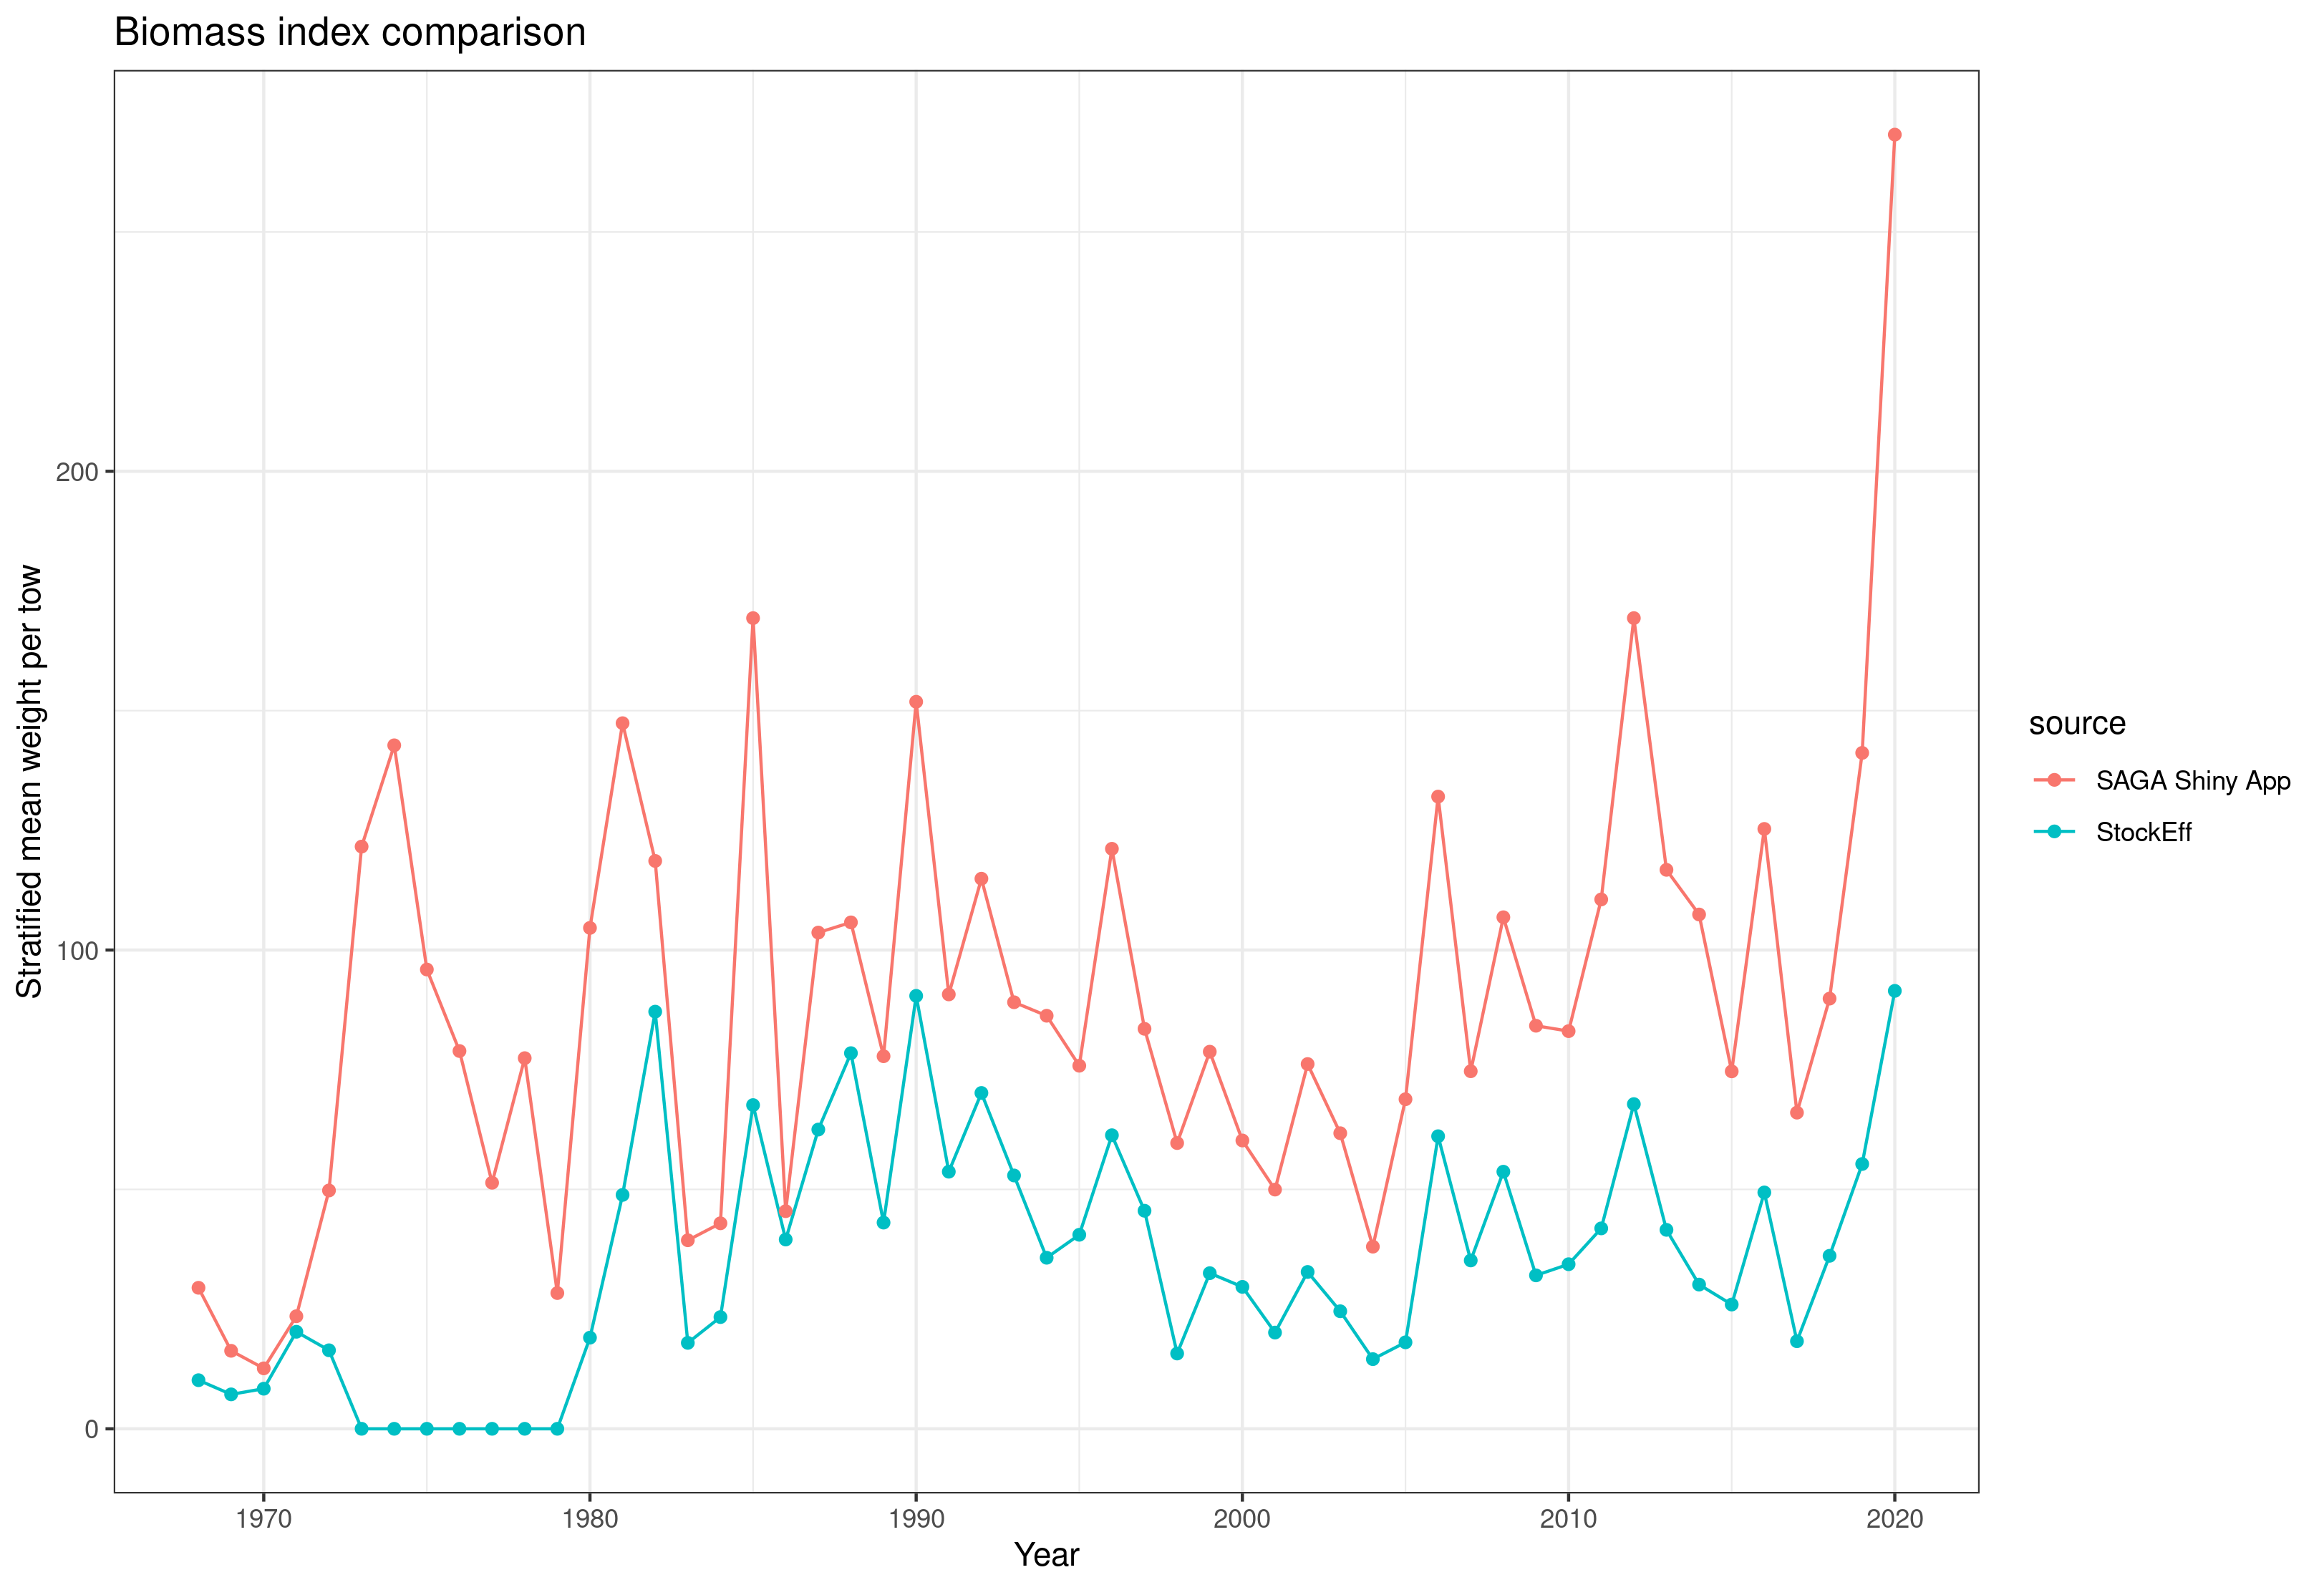 Biomass index comparison
Stratified mean weight per tow
200
100
0
1970
1980
1990
2000
2010
2020
Year
source
SAGA Shiny App
StockEff